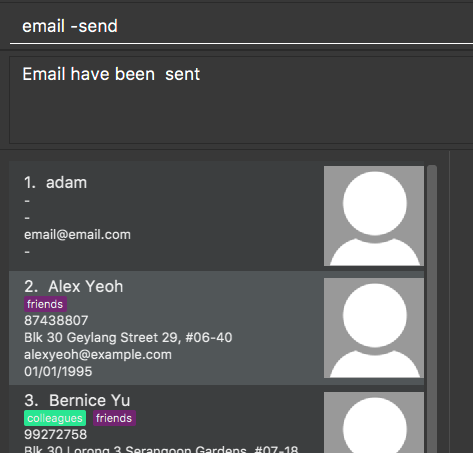 email -send
Email have been  sent
1.  adam
-
-
email@email.com
-
2.  Alex Yeoh
friends
87438807
Blk 30 Geylang Street 29, #06-40
alexyeoh@example.com
01/01/1995
3.  Bernice Yu
colleagues friends
99272758
Blk 30 Lorong 3 Serangoon Gardens, #07-18